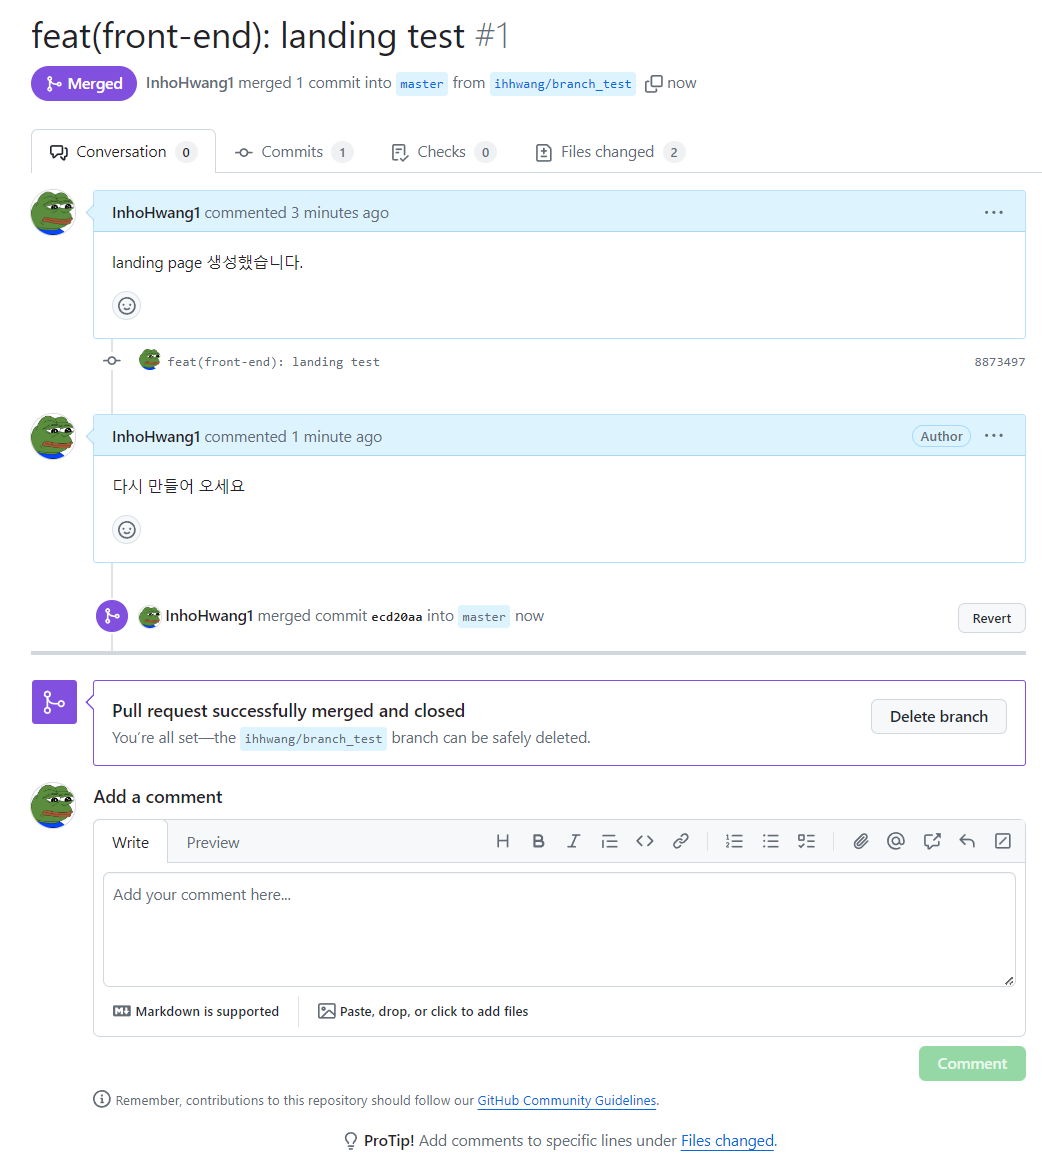 feat(front-end): landing test #1
Merged InhoHwang1 merged 1 commit into master from ihhwang/branch_test now
Conversation 0 Commits 1 Checks 0 Files changed 2
InhoHwang1 commented 3 minutes ago
landing page 생성했습니다.
feat(front-end): landing test 8873497
InhoHwang1 commented 1 minute ago Author
다시 만들어 오세요
InhoHwang1 merged commit ecd20aa into master now Revert
Pull request successfully merged and closed
You're all set—the ihhwang/branch_test branch can be safely deleted.
Delete branch
Add a comment
Write Preview
Add your comment here...
Markdown is supported Paste, drop, or click to add files
Comment
Remember, contributions to this repository should follow our GitHub Community Guidelines.
ProTip! Add comments to specific lines under Files changed.